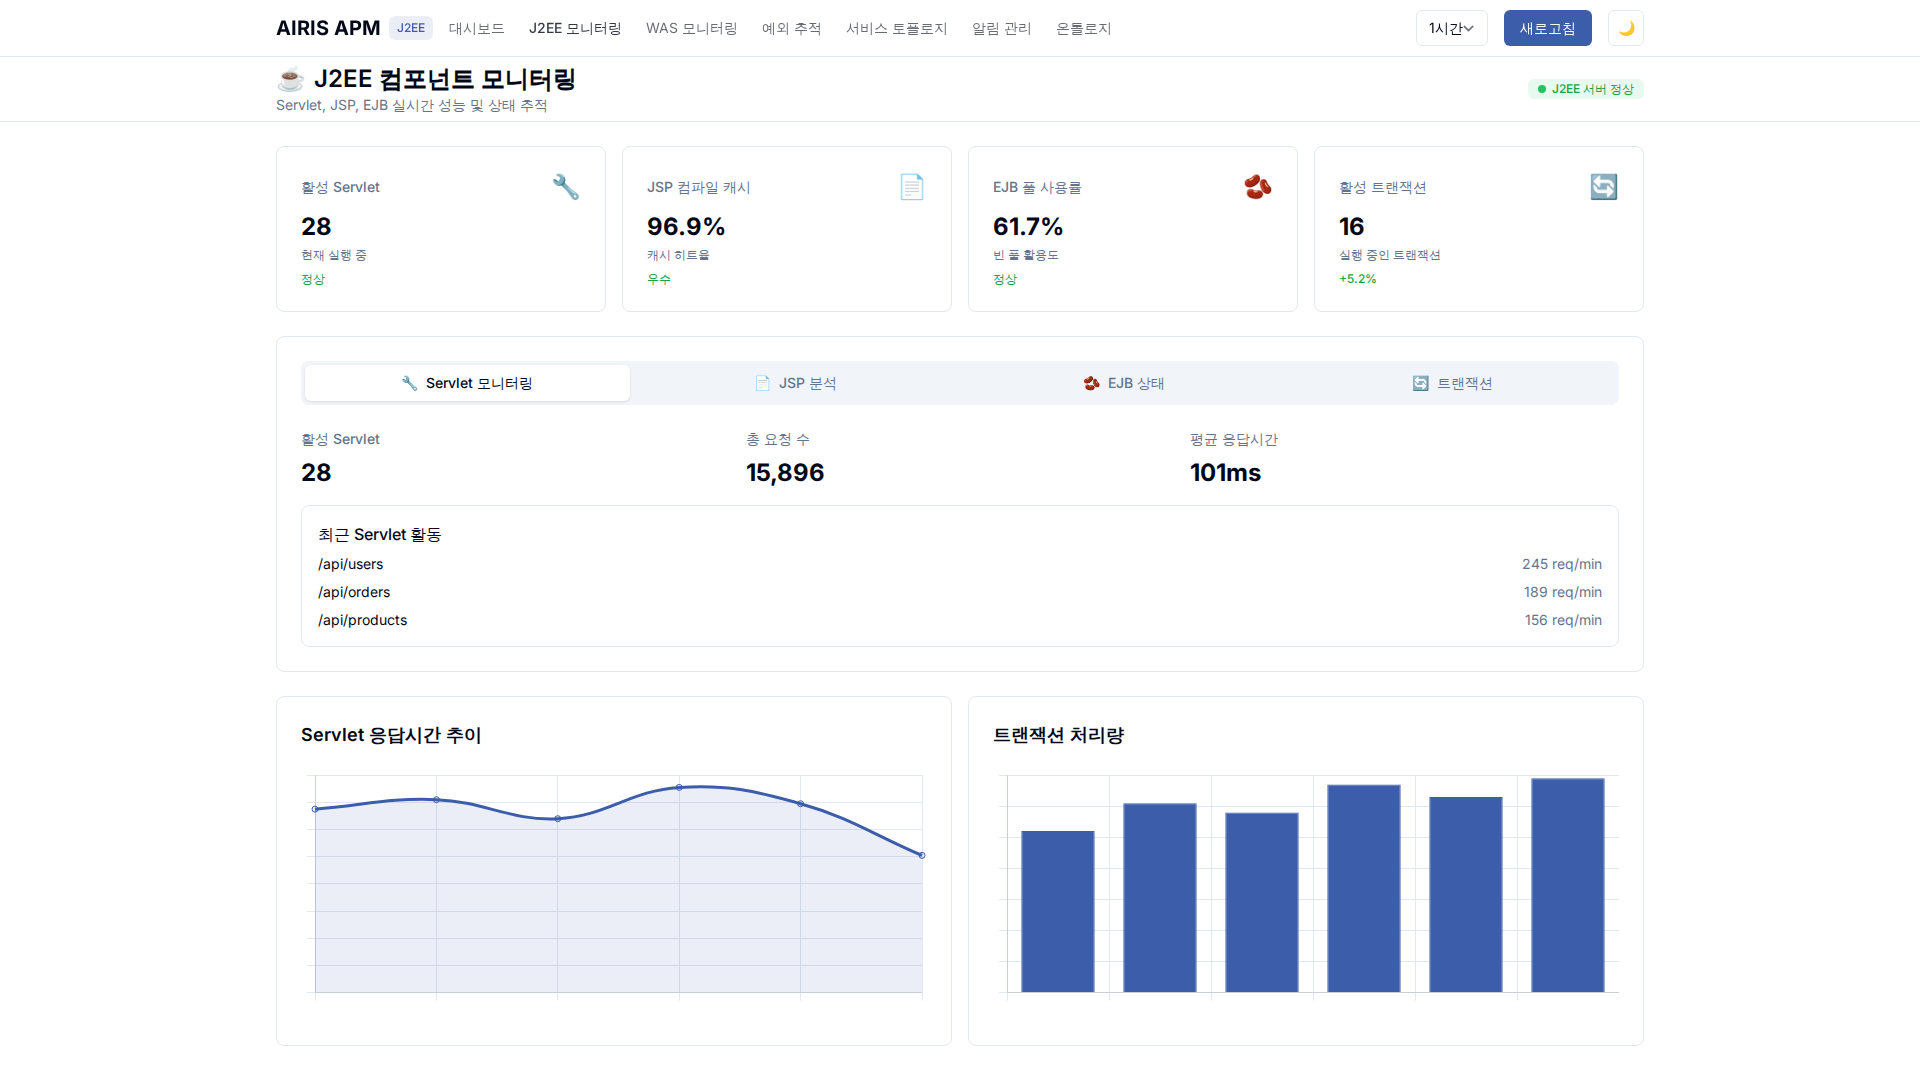 AIRIS APM J2EE 대시보드 J2EE 모니터링 WAS 모니터링 예외 추적 서비스 토폴로지 알림 관리 온톨로지 1시간 새로고침
J2EE 컴포넌트 모니터링
Servlet, JSP, EJB 실시간 성능 및 상태 추적
J2EE 서버 정상
활성 Servlet
28
현재 실행 중
정상
JSP 컴파일 캐시
96.9%
캐시 히트율
우수
EJB 풀 사용률
61.7%
빈 풀 활용도
정상
활성 트랜잭션
16
실행 중인 트랜잭션
+5.2%
Servlet 모니터링 JSP 분석 EJB 상태 트랜잭션
활성 Servlet
28
총 요청 수
15,896
평균 응답시간
101ms
최근 Servlet 활동
/api/users 245 req/min
/api/orders 189 req/min
/api/products 156 req/min
Servlet 응답시간 추이
트랜잭션 처리량